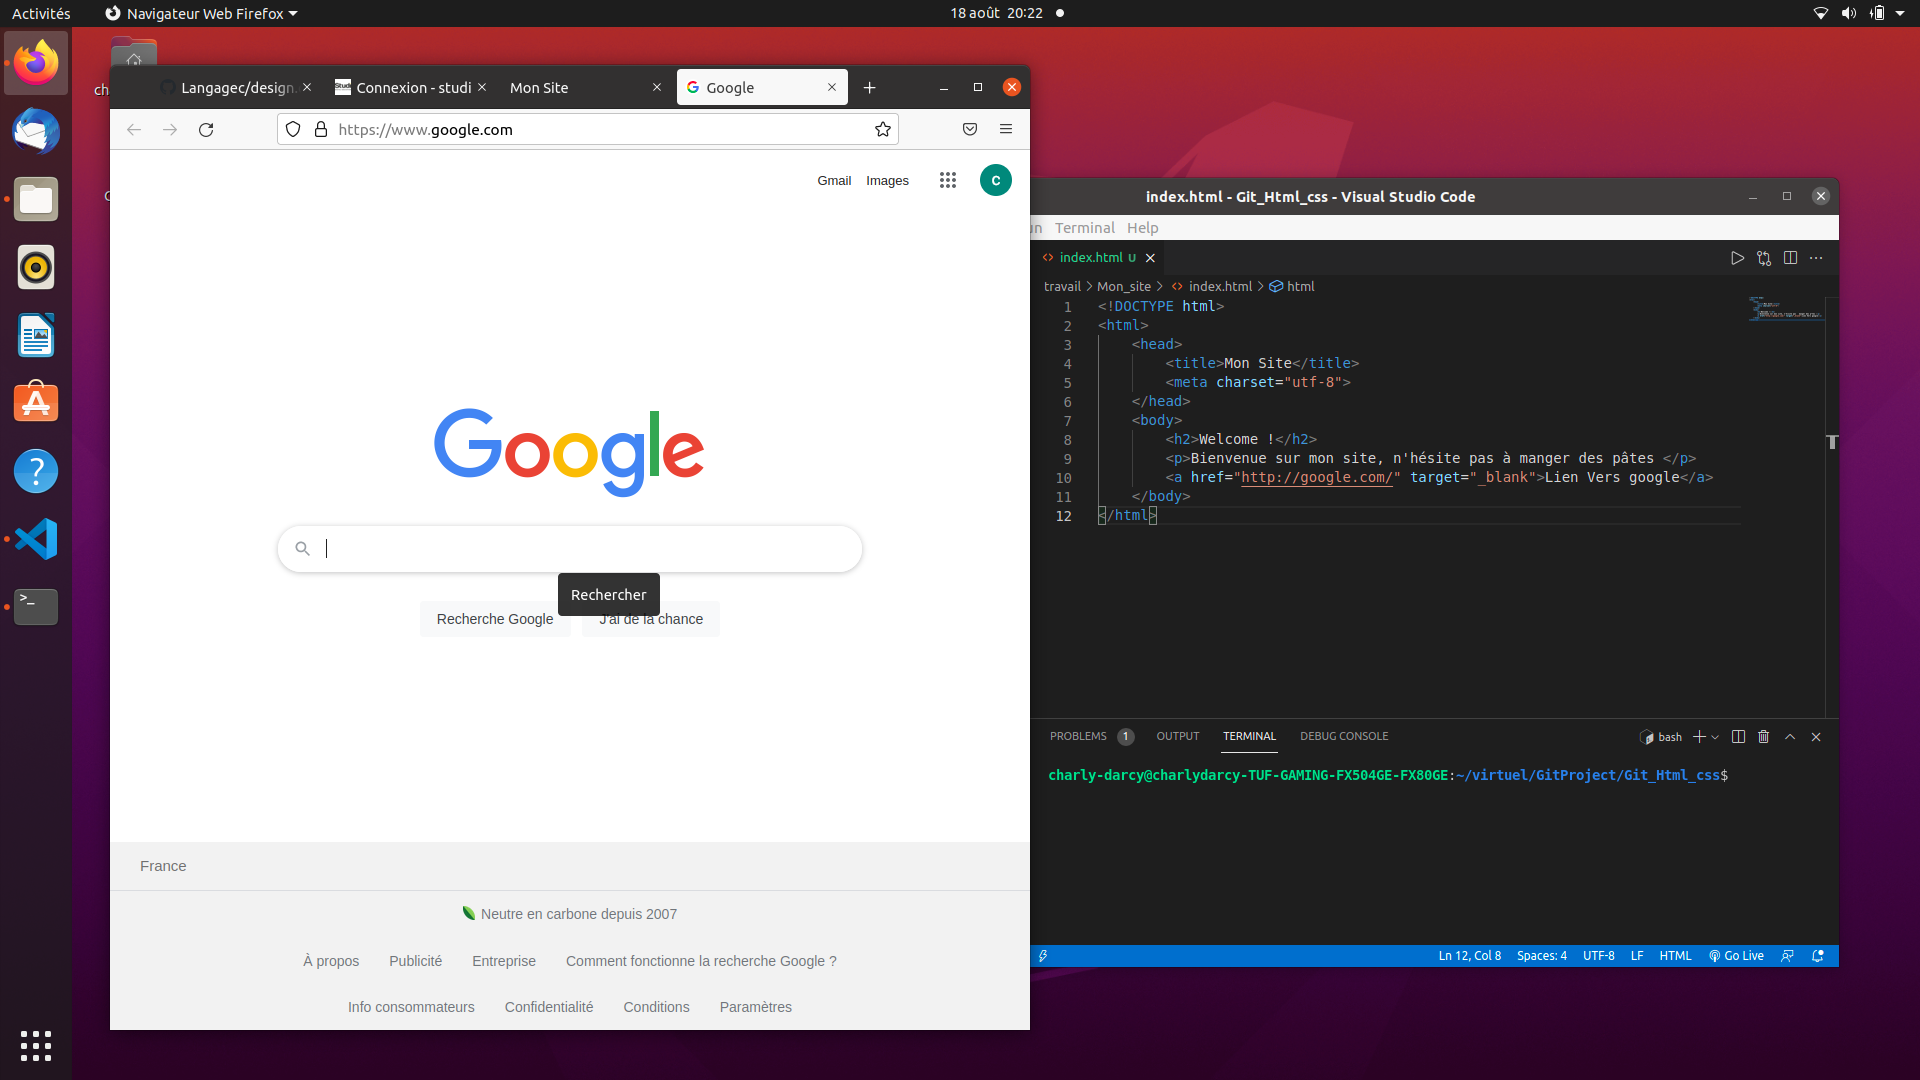 Activités
Navigateur Web Firefox
18 août 20:22
ch
Langagec/design.
Connexion - studi
Mon Site
Google
https://www.google.com
Gmail
Images
C
Google
Rechercher
Recherche Google
J'ai de la chance
France
Neutre en carbone depuis 2007
À propos
Publicité
Entreprise
Comment fonctionne la recherche Google ?
Info consommateurs
Confidentialité
Conditions
Paramètres
index.html - Git_Html_css - Visual Studio Code
un
Terminal
Help
index.html U
travail > Mon_site > index.html > html
1 <!DOCTYPE html>
2 <html>
3 <head>
4 <title>Mon Site</title>
5 <meta charset="utf-8">
6 </head>
7 <body>
8 <h2>Welcome !</h2>
9 <p>Bienvenue sur mon site, n'hésite pas à manger des pâtes </p>
10 <a href="http://google.com/" target="_blank">Lien Vers google</a>
11 </body>
12 </html>
PROBLEMS 1
OUTPUT
TERMINAL
DEBUG CONSOLE
bash
charly-darcy@charlydarcy-TUF-GAMING-FX504GE-FX80GE:~/virtuel/GitProject/Git_Html_css$
Ln 12, Col 8
Spaces: 4
UTF-8
LF
HTML
Go Live